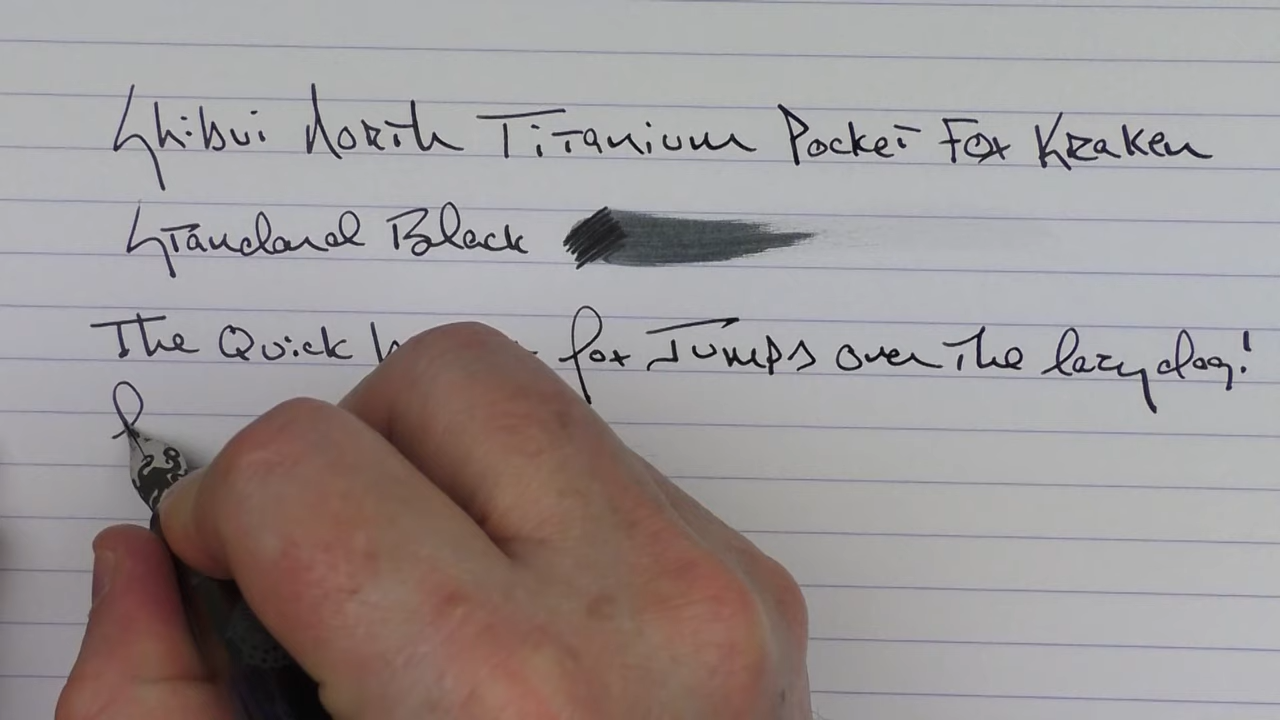 Shibui North Titanium Pocket Fox Kraken
Standard Black
The Quick fox Jumps over The lazy dog!